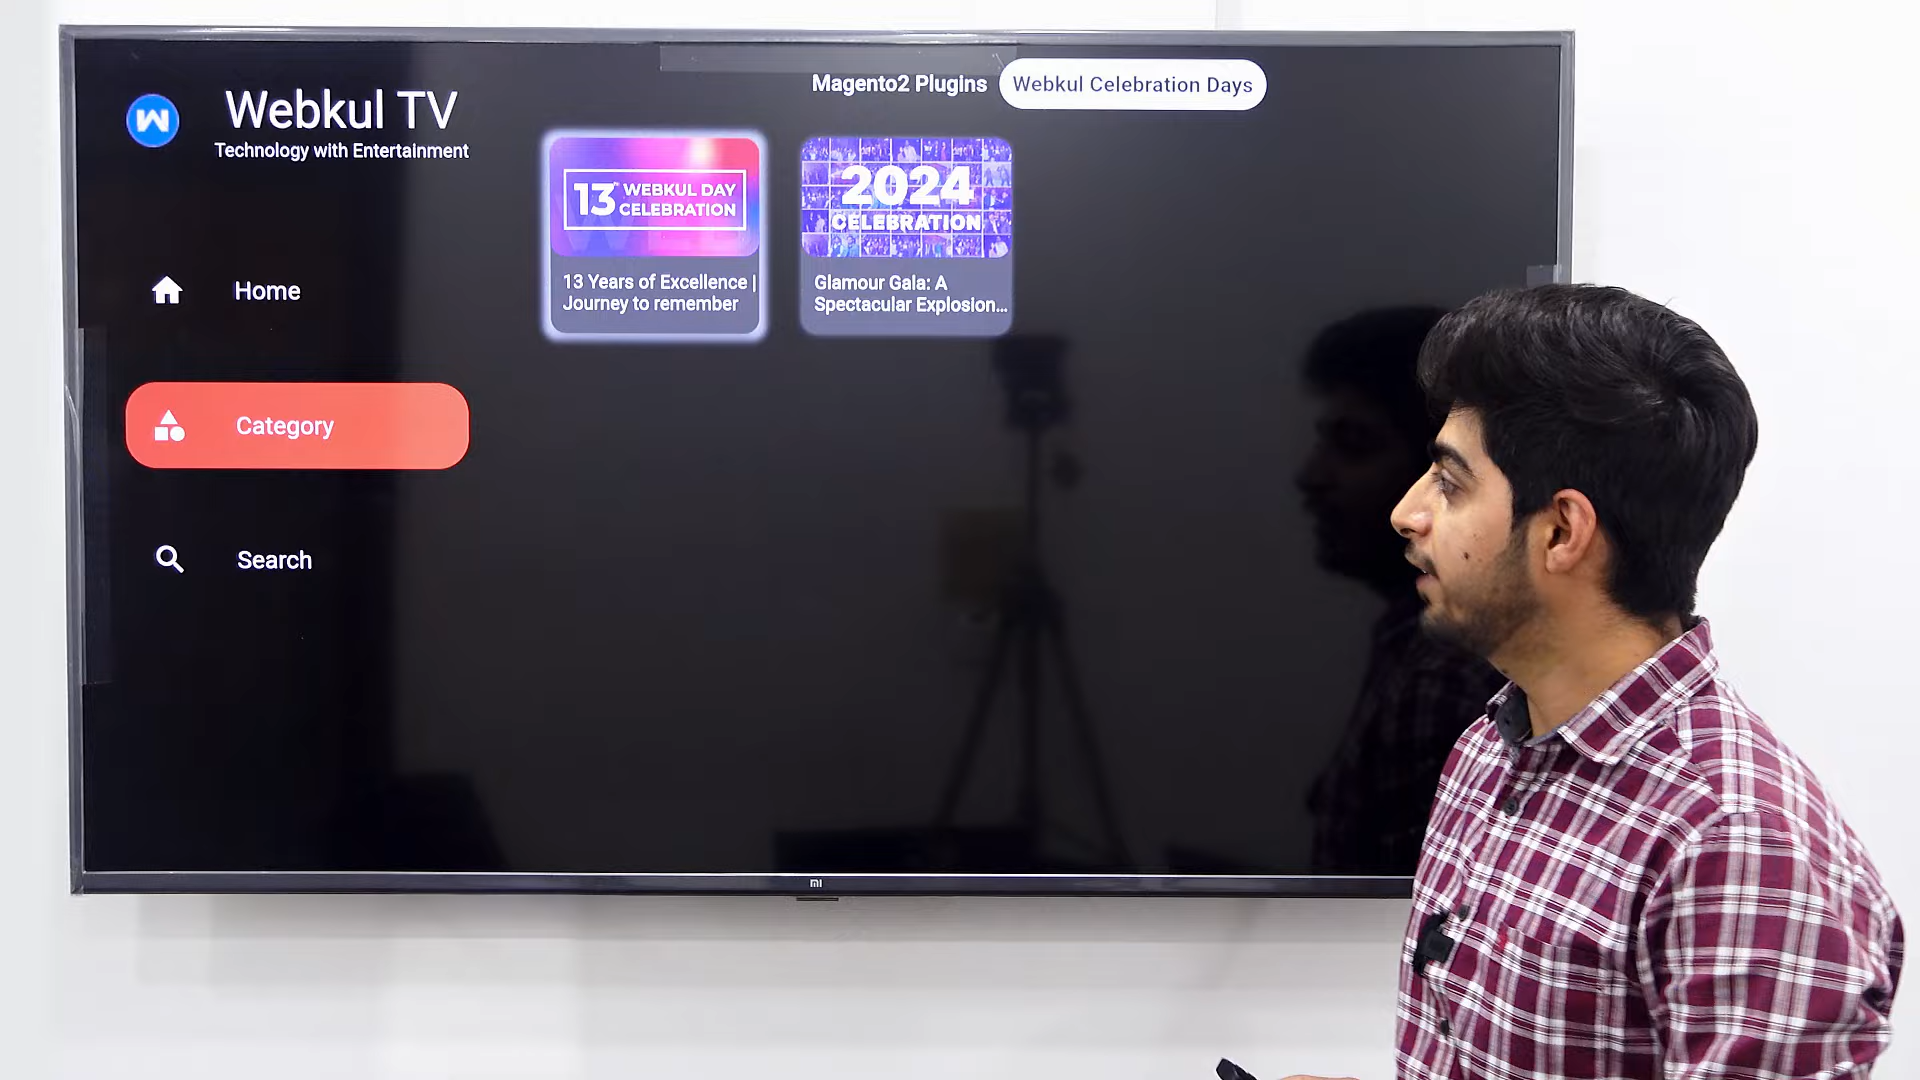 Webkul TV
Technology with Entertainment
Home
Category
Search
Magento2 Plugins
Webkul Celebration Days
13th WEBKUL DAY
CELEBRATION
13 Years of Excellence |
Journey to remember
2024
CELEBRATION
Glamour Gala: A
Spectacular Explosion...
mi